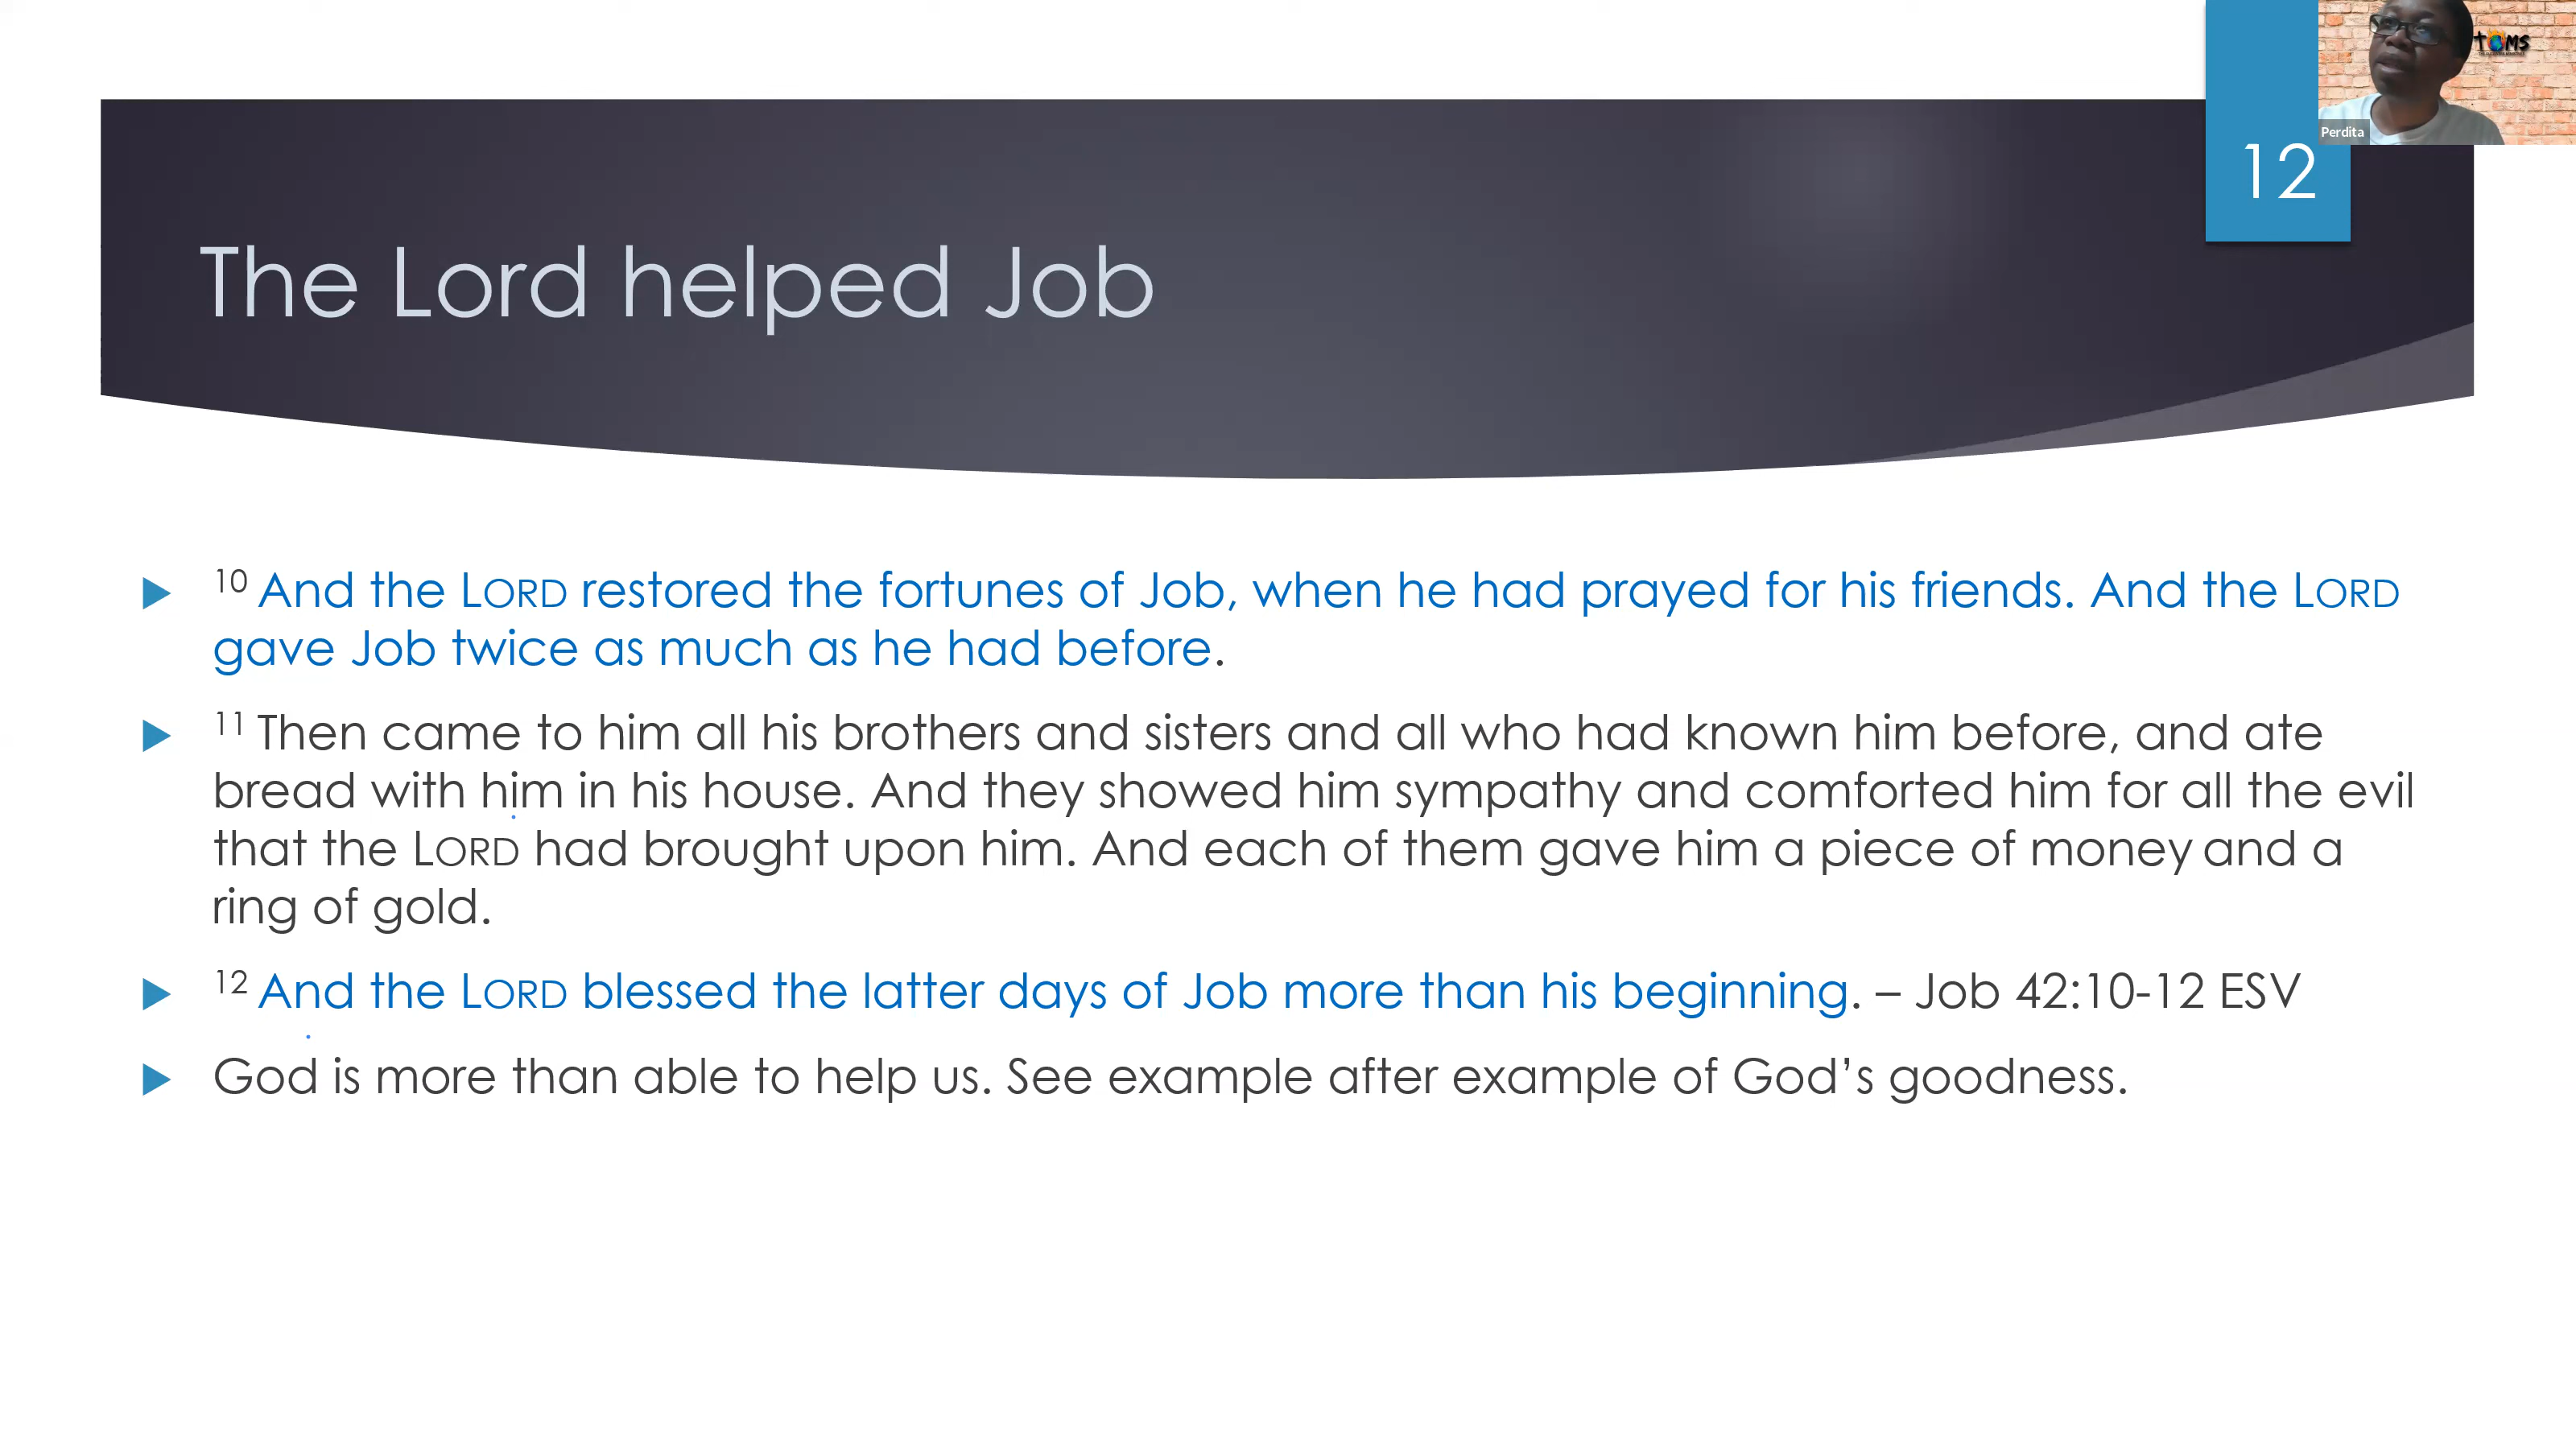 TOMS
Perdita
12
The Lord helped Job
10 And the LORD restored the fortunes of Job, when he had prayed for his friends. And the LORD
gave Job twice as much as he had before.
11 Then came to him all his brothers and sisters and all who had known him before, and ate
bread with him in his house. And they showed him sympathy and comforted him for all the evil
that the LORD had brought upon him. And each of them gave him a piece of money and a
ring of gold.
12 And the LORD blessed the latter days of Job more than his beginning. – Job 42:10-12 ESV
God is more than able to help us. See example after example of God’s goodness.